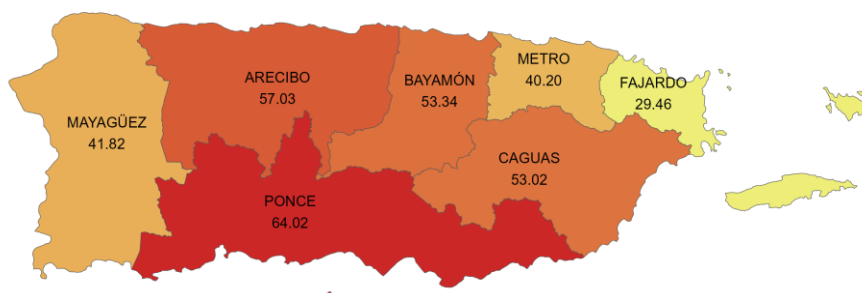 METRO
40.20
ARECIBO
57.03
BAYAMÓN
53.34
FAJARDO
29.46
MAYAGÜEZ
41.82
CAGUAS
53.02
PONCE
64.02